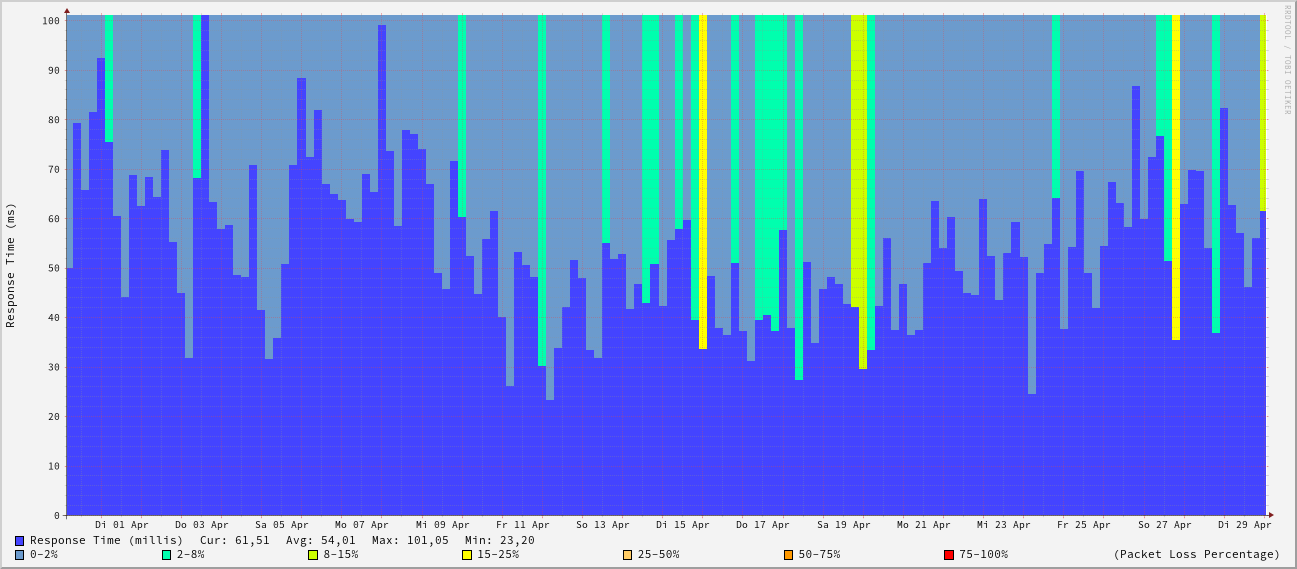 RRDTOOL / TOBI OETIKER
Response Time (ms)
100
90
80
70
60
50
40
30
20
10
0
Di 01 Apr Do 03 Apr Sa 05 Apr Mo 07 Apr Mi 09 Apr Fr 11 Apr So 13 Apr Di 15 Apr Do 17 Apr Sa 19 Apr Mo 21 Apr Mi 23 Apr Fr 25 Apr So 27 Apr Di 29 Apr
Response Time (millis) Cur: 61,51 Avg: 54,01 Max: 101,05 Min: 23,20
0-2% 2-8% 8-15% 15-25% 25-50% 50-75% 75-100% (Packet Loss Percentage)